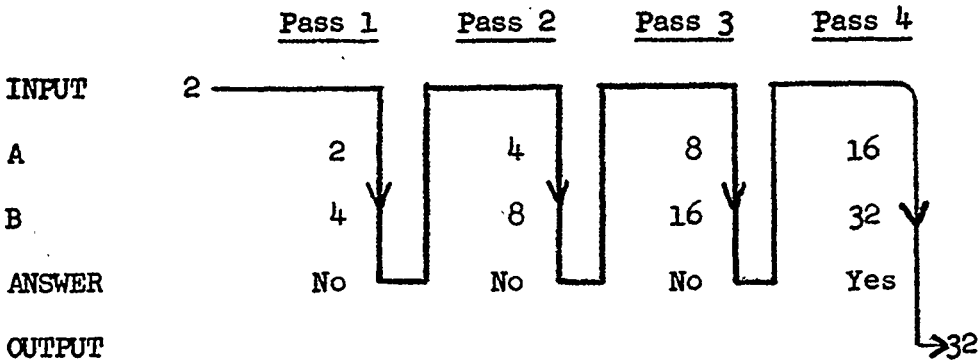 Pass 1 Pass 2 Pass 3 Pass 4
INPUT 2
A 2 4 8 16
B 4 8 16 32
ANSWER No No No Yes
OUTPUT 32